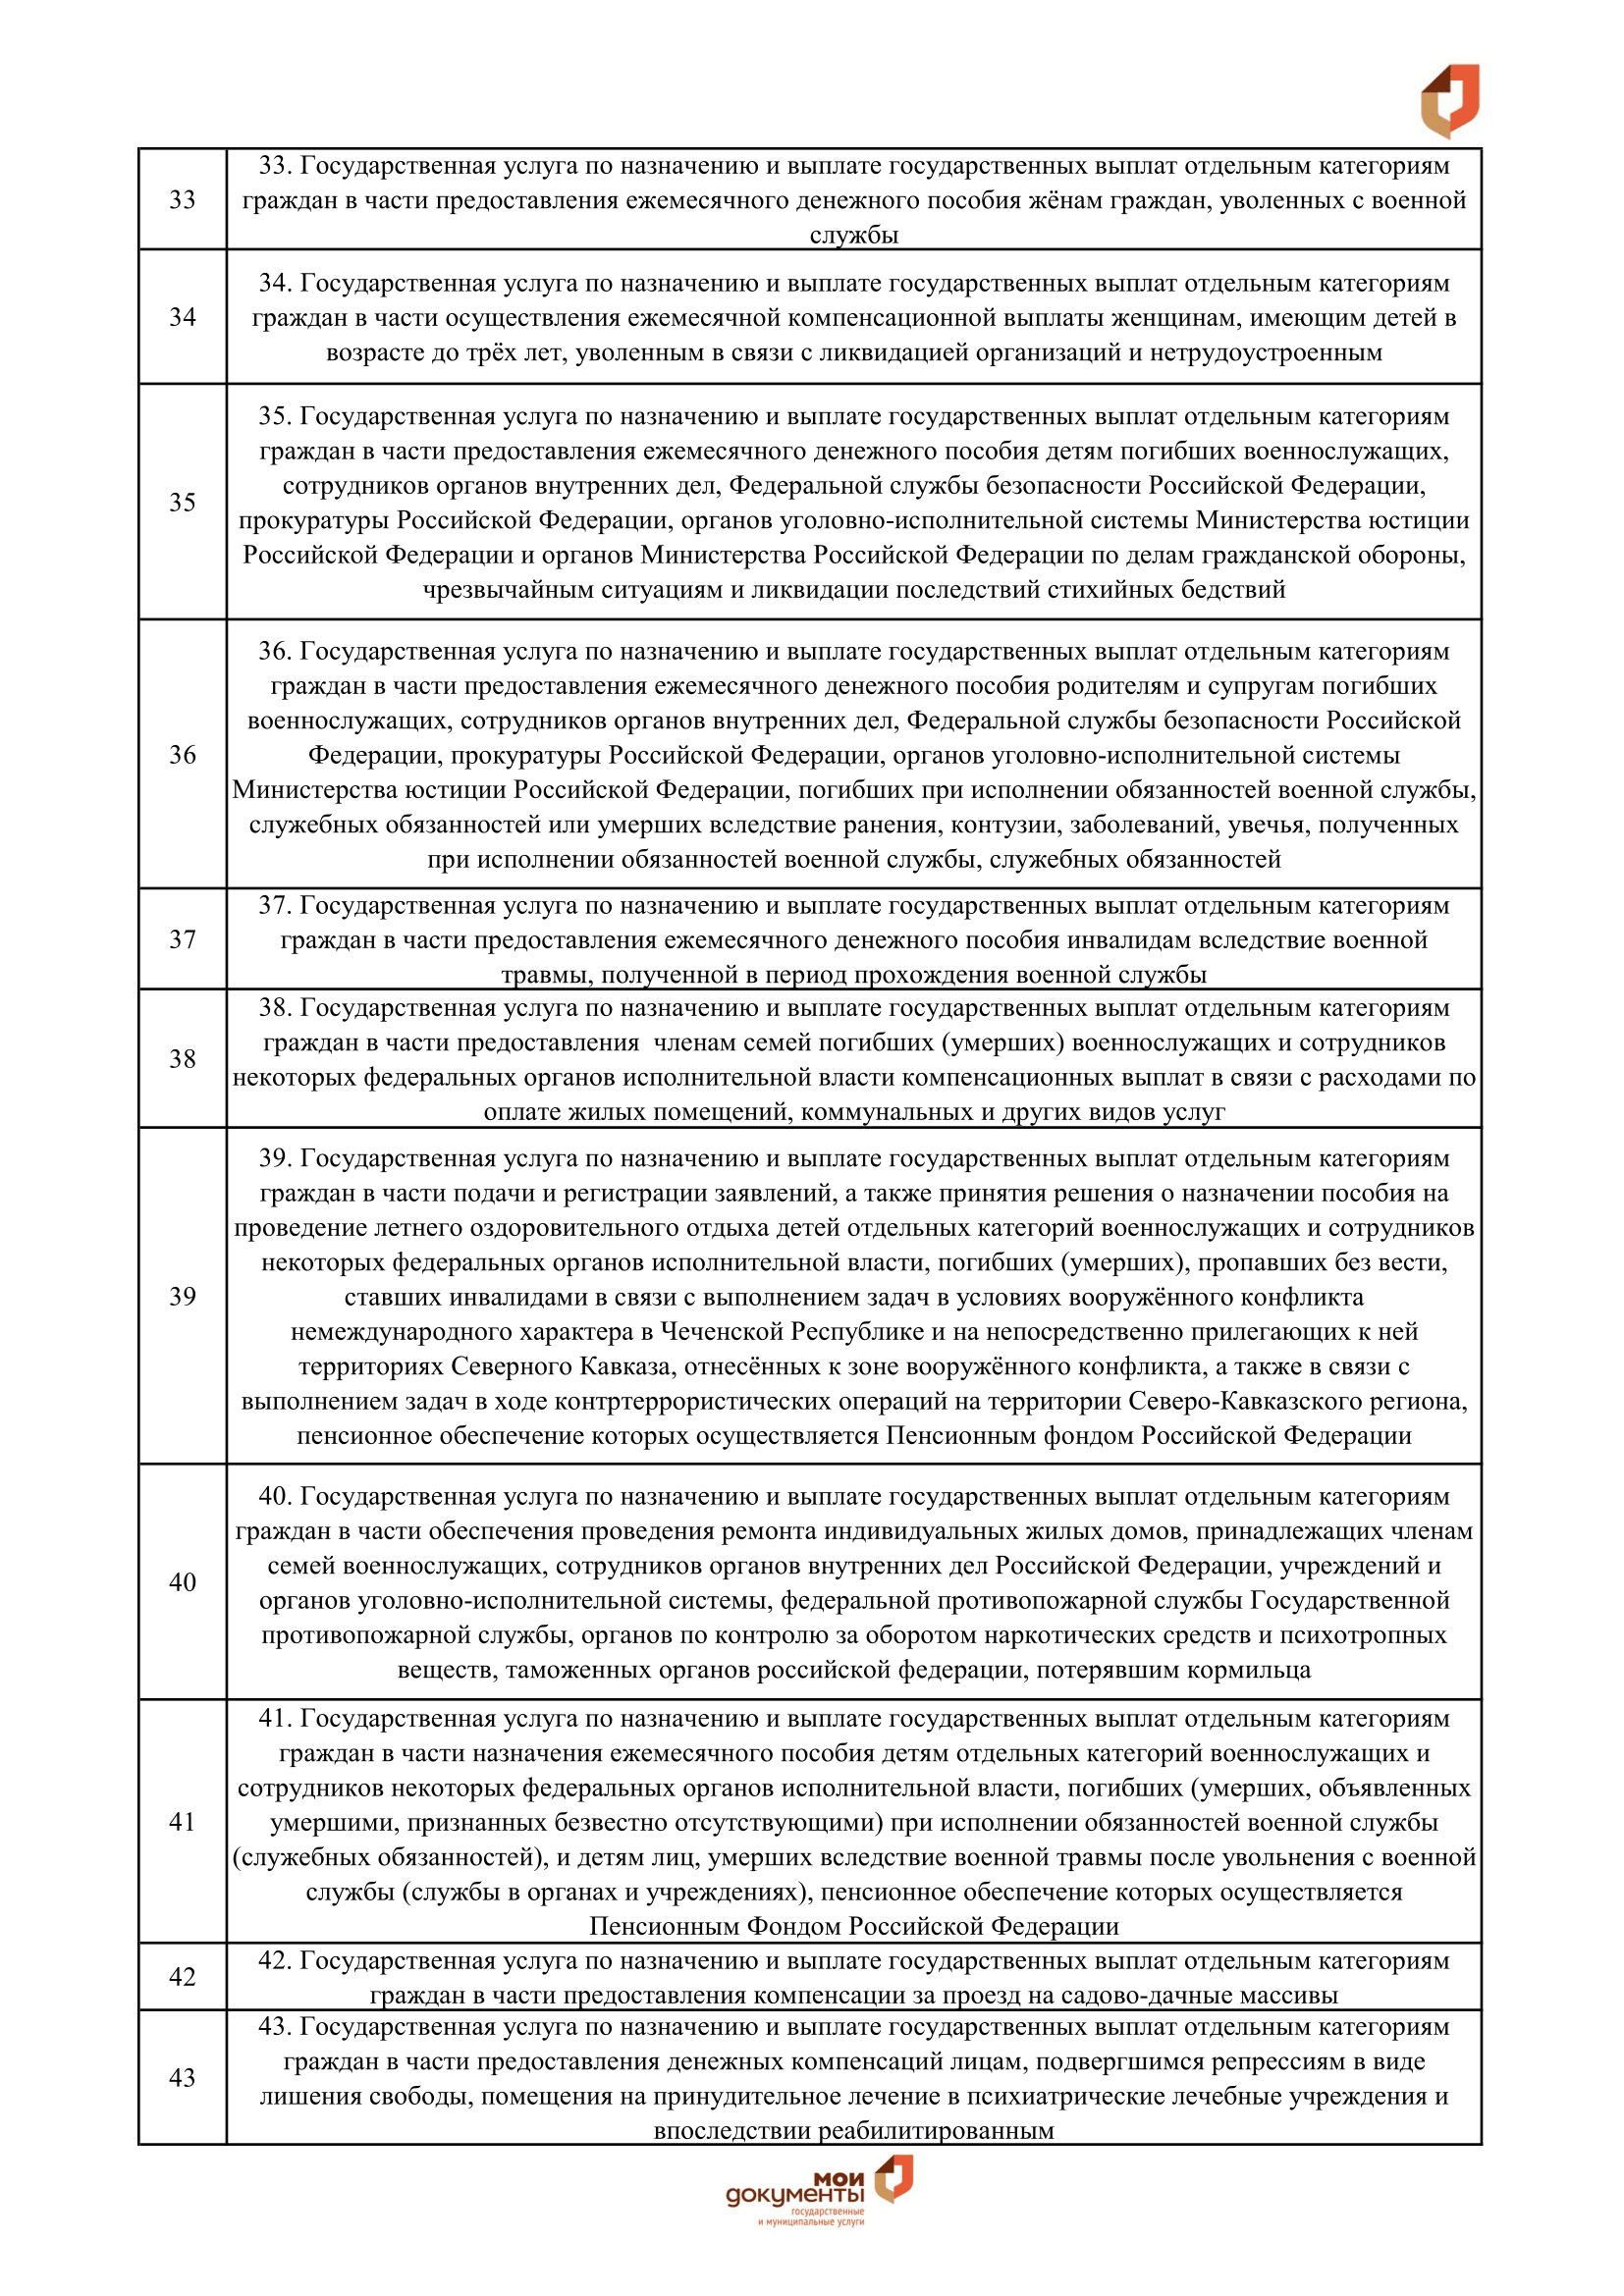 33
33. Государственная услуга по назначению и выплате государственных выплат отдельным категориям
граждан в части предоставления ежемесячного денежного пособия жёнам граждан, уволенных с военной
службы
34
34. Государственная услуга по назначению и выплате государственных выплат отдельным категориям
граждан в части осуществления ежемесячной компенсационной выплаты женщинам, имеющим детей в
возрасте до трёх лет, уволенным в связи с ликвидацией организаций и нетрудоустроенным
35
35. Государственная услуга по назначению и выплате государственных выплат отдельным категориям
граждан в части предоставления ежемесячного денежного пособия детям погибших военнослужащих,
сотрудников органов внутренних дел, Федеральной службы безопасности Российской Федерации,
прокуратуры Российской Федерации, органов уголовно-исполнительной системы Министерства юстиции
Российской Федерации и органов Министерства Российской Федерации по делам гражданской обороны,
чрезвычайным ситуациям и ликвидации последствий стихийных бедствий
36
36. Государственная услуга по назначению и выплате государственных выплат отдельным категориям
граждан в части предоставления ежемесячного денежного пособия родителям и супругам погибших
военнослужащих, сотрудников органов внутренних дел, Федеральной службы безопасности Российской
Федерации, прокуратуры Российской Федерации, органов уголовно-исполнительной системы
Министерства юстиции Российской Федерации, погибших при исполнении обязанностей военной службы,
служебных обязанностей или умерших вследствие ранения, контузии, заболеваний, увечья, полученных
при исполнении обязанностей военной службы, служебных обязанностей
37
37. Государственная услуга по назначению и выплате государственных выплат отдельным категориям
граждан в части предоставления ежемесячного денежного пособия инвалидам вследствие военной
травмы, полученной в период прохождения военной службы
38
38. Государственная услуга по назначению и выплате государственных выплат отдельным категориям
граждан в части предоставления  членам семей погибших (умерших) военнослужащих и сотрудников
некоторых федеральных органов исполнительной власти компенсационных выплат в связи с расходами по
оплате жилых помещений, коммунальных и других видов услуг
39
39. Государственная услуга по назначению и выплате государственных выплат отдельным категориям
граждан в части подачи и регистрации заявлений, а также принятия решения о назначении пособия на
проведение летнего оздоровительного отдыха детей отдельных категорий военнослужащих и сотрудников
некоторых федеральных органов исполнительной власти, погибших (умерших), пропавших без вести,
ставших инвалидами в связи с выполнением задач в условиях вооружённого конфликта
немеждународного характера в Чеченской Республике и на непосредственно прилегающих к ней
территориях Северного Кавказа, отнесённых к зоне вооружённого конфликта, а также в связи с
выполнением задач в ходе контртеррористических операций на территории Северо-Кавказского региона,
пенсионное обеспечение которых осуществляется Пенсионным фондом Российской Федерации
40
40. Государственная услуга по назначению и выплате государственных выплат отдельным категориям
граждан в части обеспечения проведения ремонта индивидуальных жилых домов, принадлежащих членам
семей военнослужащих, сотрудников органов внутренних дел Российской Федерации, учреждений и
органов уголовно-исполнительной системы, федеральной противопожарной службы Государственной
противопожарной службы, органов по контролю за оборотом наркотических средств и психотропных
веществ, таможенных органов российской федерации, потерявшим кормильца
41
41. Государственная услуга по назначению и выплате государственных выплат отдельным категориям
граждан в части назначения ежемесячного пособия детям отдельных категорий военнослужащих и
сотрудников некоторых федеральных органов исполнительной власти, погибших (умерших, объявленных
умершими, признанных безвестно отсутствующими) при исполнении обязанностей военной службы
(служебных обязанностей), и детям лиц, умерших вследствие военной травмы после увольнения с военной
службы (службы в органах и учреждениях), пенсионное обеспечение которых осуществляется
Пенсионным Фондом Российской Федерации
42
42. Государственная услуга по назначению и выплате государственных выплат отдельным категориям
граждан в части предоставления компенсации за проезд на садово-дачные массивы
43
43. Государственная услуга по назначению и выплате государственных выплат отдельным категориям
граждан в части предоставления денежных компенсаций лицам, подвергшимся репрессиям в виде
лишения свободы, помещения на принудительное лечение в психиатрические лечебные учреждения и
впоследствии реабилитированным
мои
документы
государственные
и муниципальные услуги